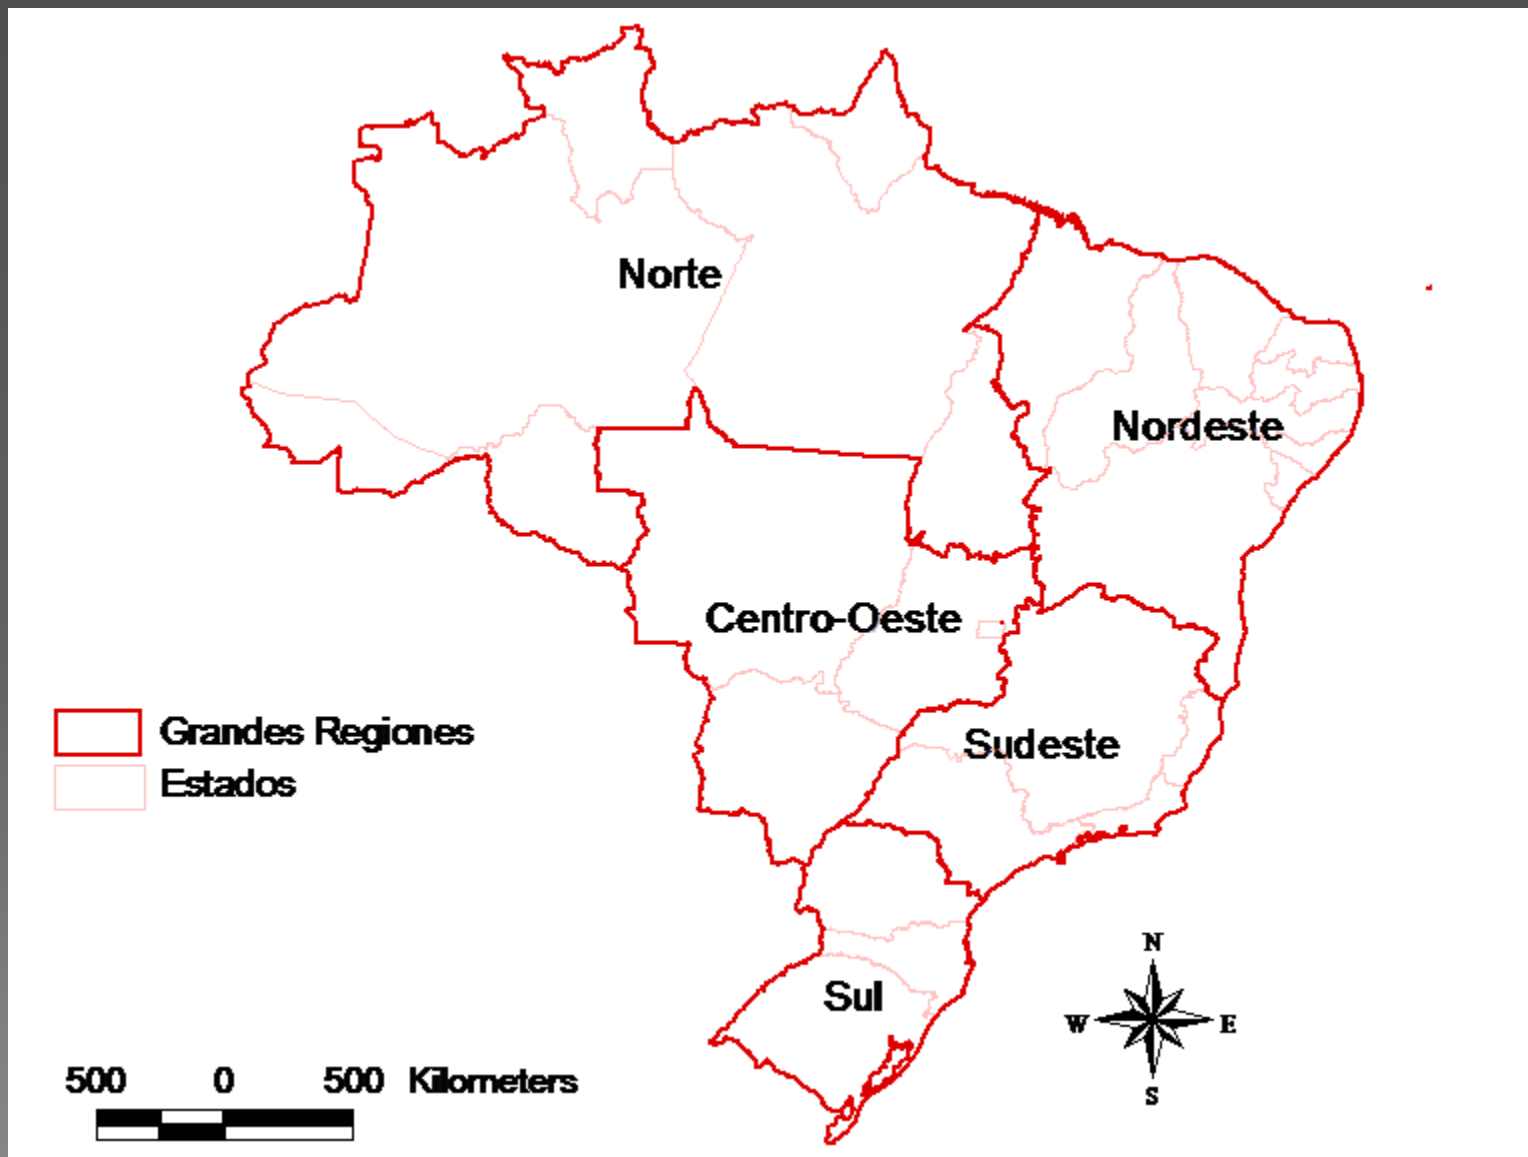 Norte
Nordeste
Centro-Oeste
Sudeste
Grandes Regiones
Estados
Sul
N
W E
S
500 0 500 Kilometers